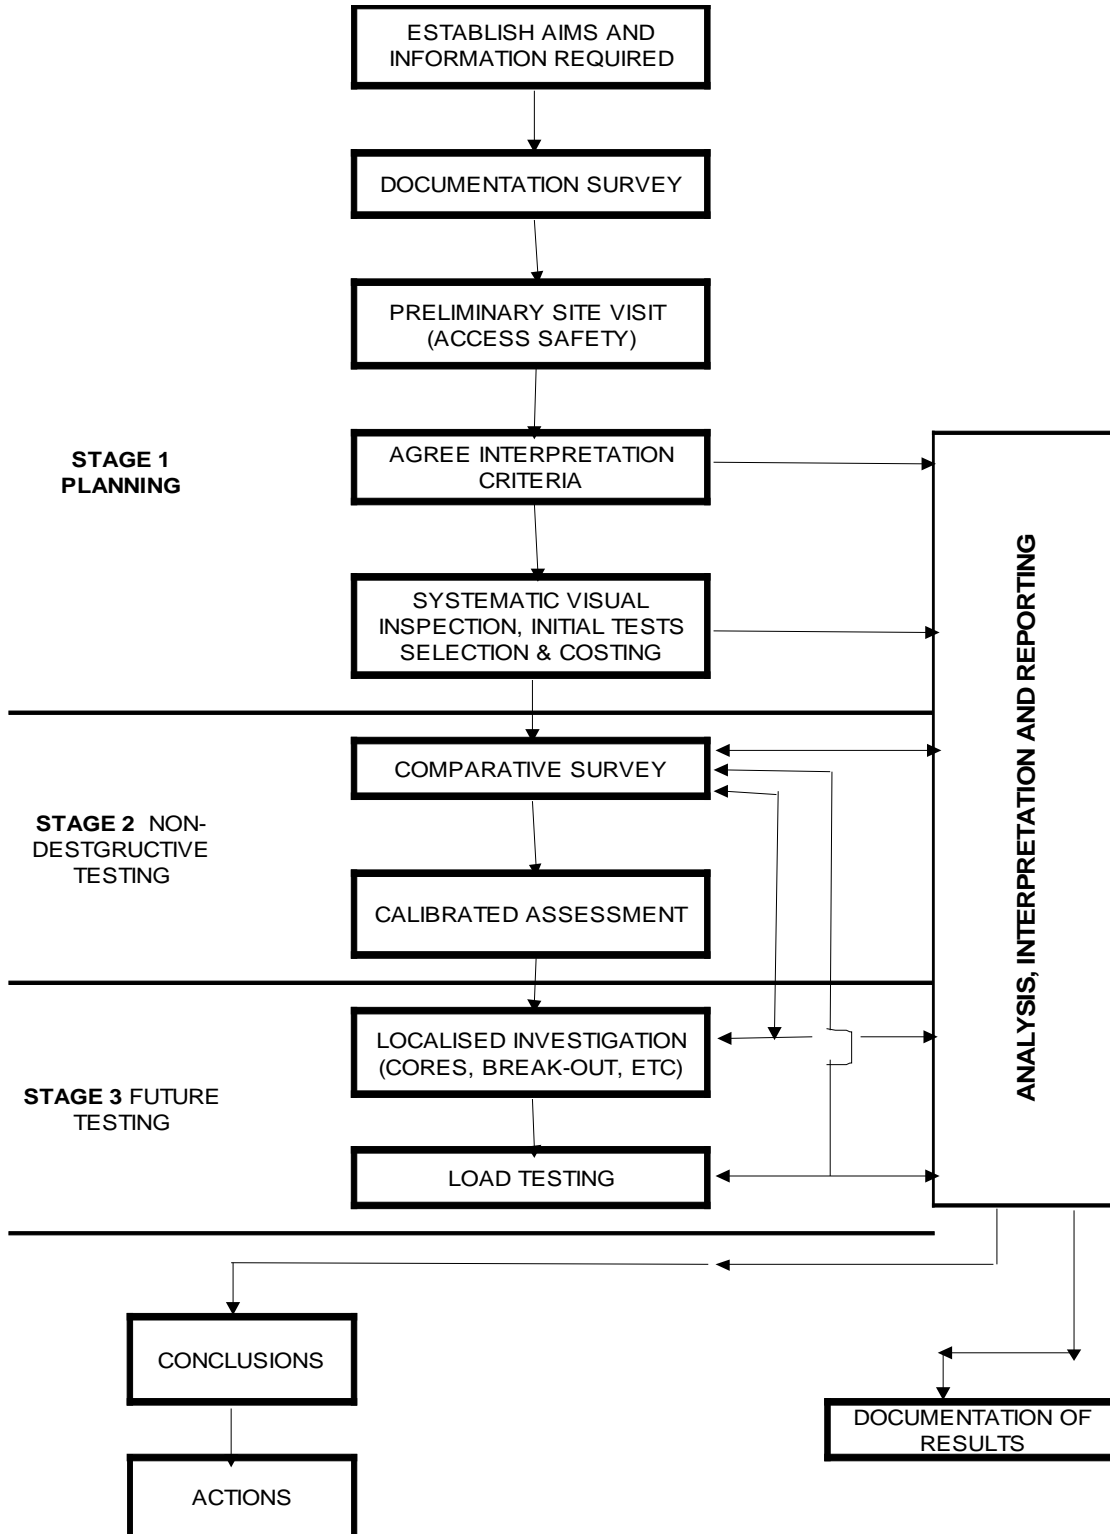 ESTABLISH AIMS AND
INFORMATION REQUIRED
DOCUMENTATION SURVEY
PRELIMINARY SITE VISIT
(ACCESS SAFETY)
STAGE 1
PLANNING
AGREE INTERPRETATION
CRITERIA
SYSTEMATIC VISUAL
INSPECTION, INITIAL TESTS
SELECTION & COSTING
ANALYSIS, INTERPRETATION AND REPORTING
STAGE 2 NON-
DESTGRUCTIVE
TESTING
COMPARATIVE SURVEY
CALIBRATED ASSESSMENT
STAGE 3 FUTURE
TESTING
LOCALISED INVESTIGATION
(CORES, BREAK-OUT, ETC)
LOAD TESTING
CONCLUSIONS
DOCUMENTATION OF
RESULTS
ACTIONS